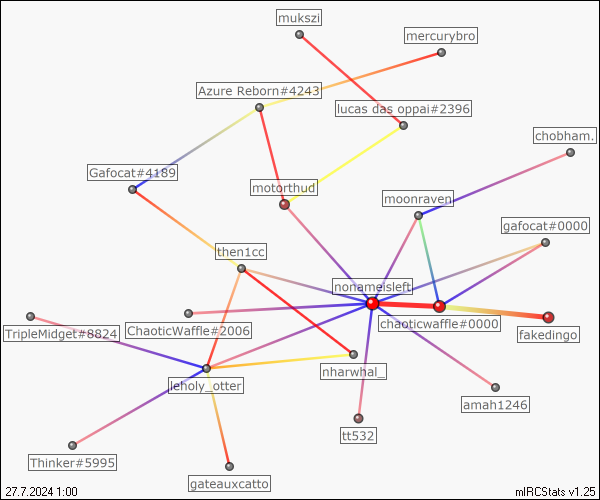 mukszi
mercurybro
Azure Reborn#4243
lucas das oppai#2396
chobham.
Gafocat#4189
motorthud
moonraven
gafocat#0000
then1cc
nonameisleft
ChaoticWaffle#2006
chaoticwaffle#0000
TripleMidget#8824
fakedingo
nharwhal_
leholy_otter
amah1246
tt532
Thinker#5995
gateauxcatto
27.7.2024 1:00
mIRCStats v1.25